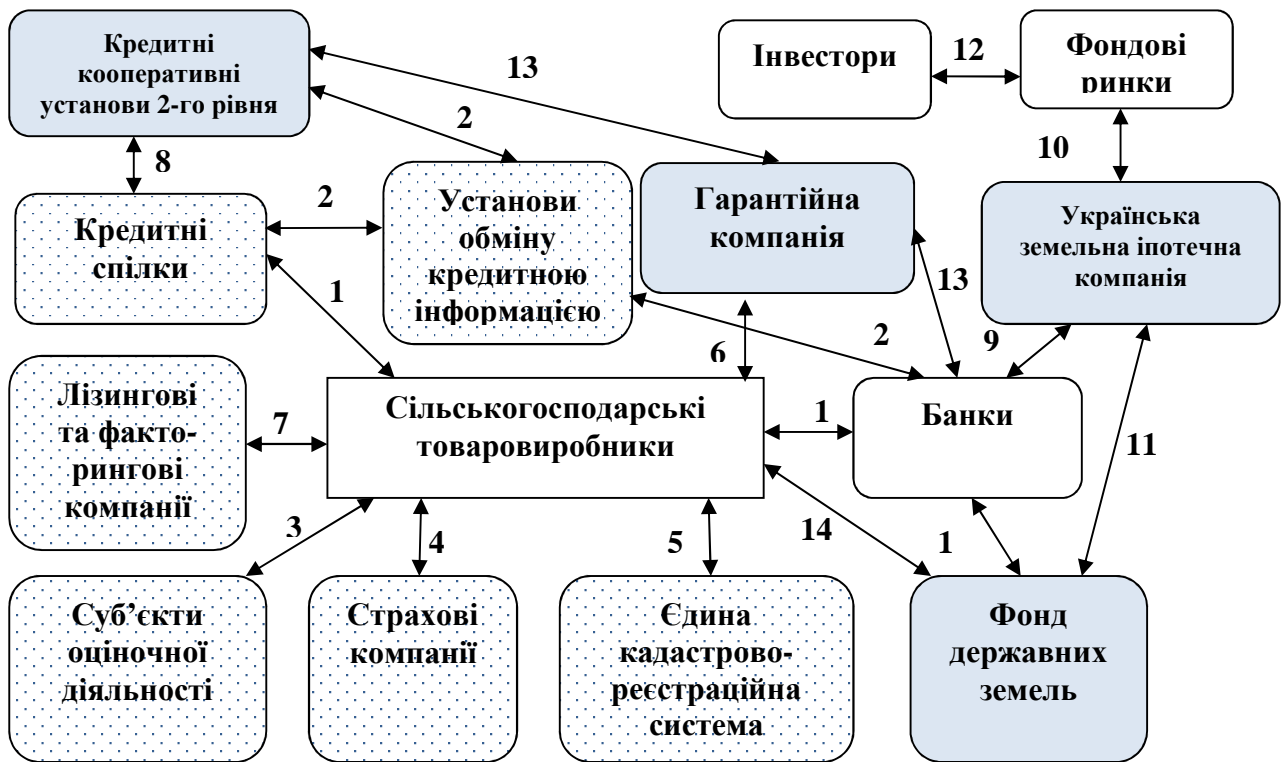 Кредитні
кооперативні
установи 2-го рівня
13
Інвестори
12
Фондові
ринки
2
8
10
Кредитні
спілки
2
Установи
обміну
кредитною
інформацією
Гарантійна
компанія
Українська
земельна іпотечна
компанія
1
13
6
2
9
Лізингові
та факто-
рингові
компанії
7
Сільськогосподарські
товаровиробники
1
Банки
11
3
4
5
14
1
Суб’єкти
оціночної
діяльності
Страхові
компанії
Єдина
кадастрово-
реєстраційна
система
Фонд
державних
земель